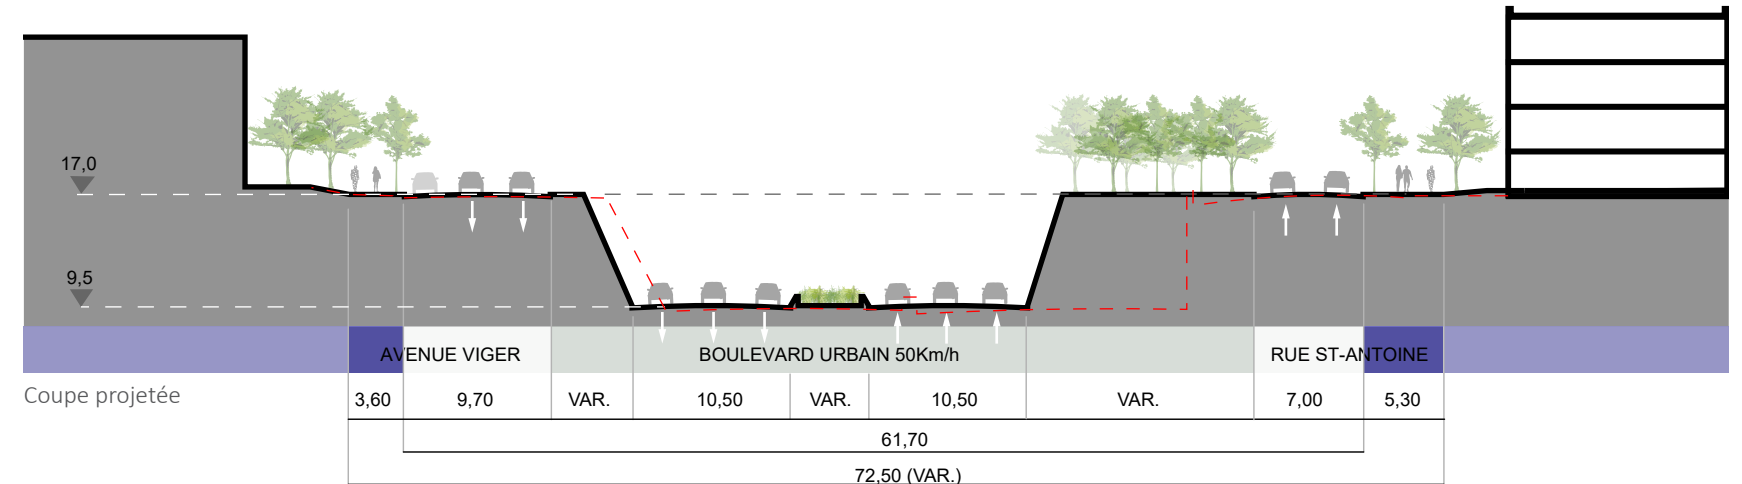 17,0
9,5
AVENUE VIGER
BOULEVARD URBAIN 50Km/h
RUE ST-ANTOINE
Coupe projetée
3,60
9,70
VAR.
10,50
VAR.
10,50
VAR.
7,00
5,30
61,70
72,50 (VAR.)